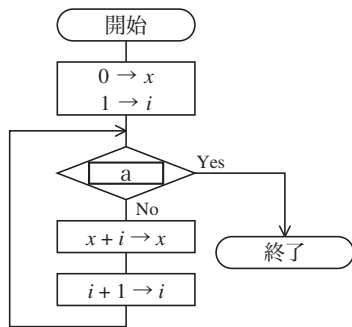 開始
0 → x
1 → i
a
Yes
No
x + i → x
終了
i + 1 → i